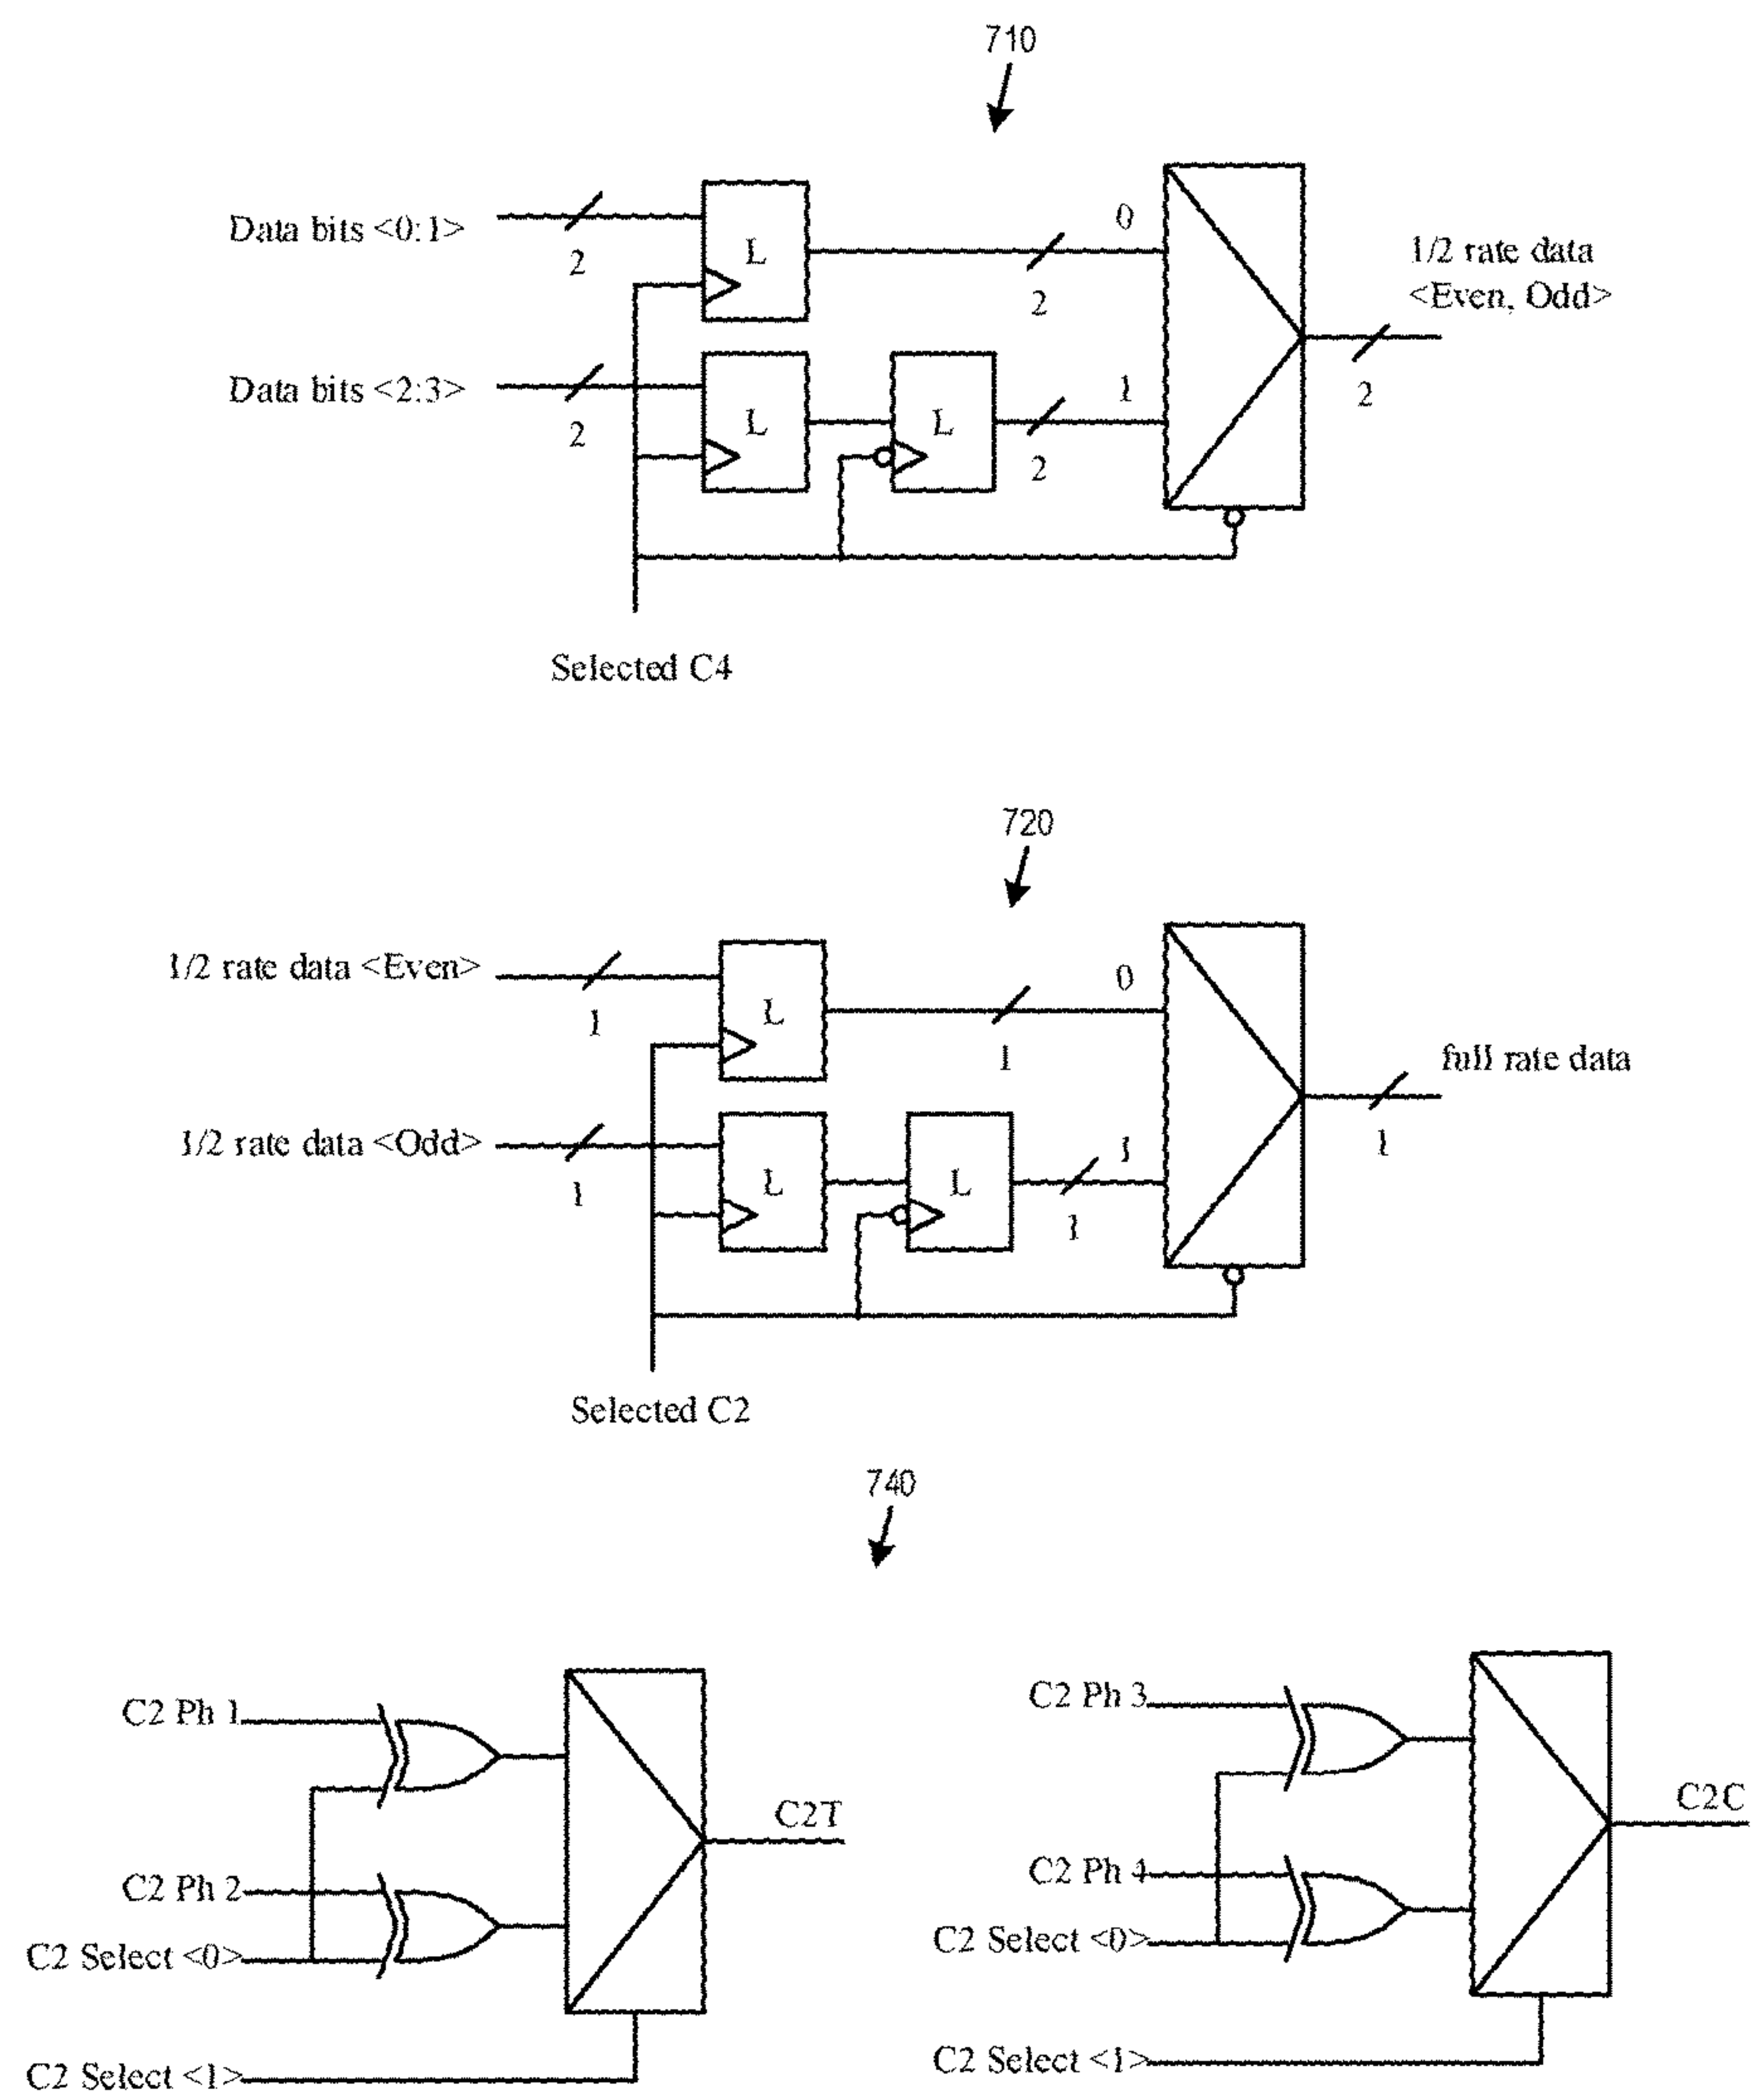 710
Data bits <0:1>
2
L
0
2
1/2 rate data
<Even, Odd>
2
Data bits <2:3>
2
L
L
1
2
Selected C4
720
1/2 rate data <Even>
1
L
0
1
full rate data
1
1/2 rate data <Odd>
1
L
L
1
1
Selected C2
740
C2 Ph 1
C2T
C2 Ph 2
C2 Select <0>
C2 Select <1>
C2 Ph 3
C2C
C2 Ph 4
C2 Select <0>
C2 Select <1>